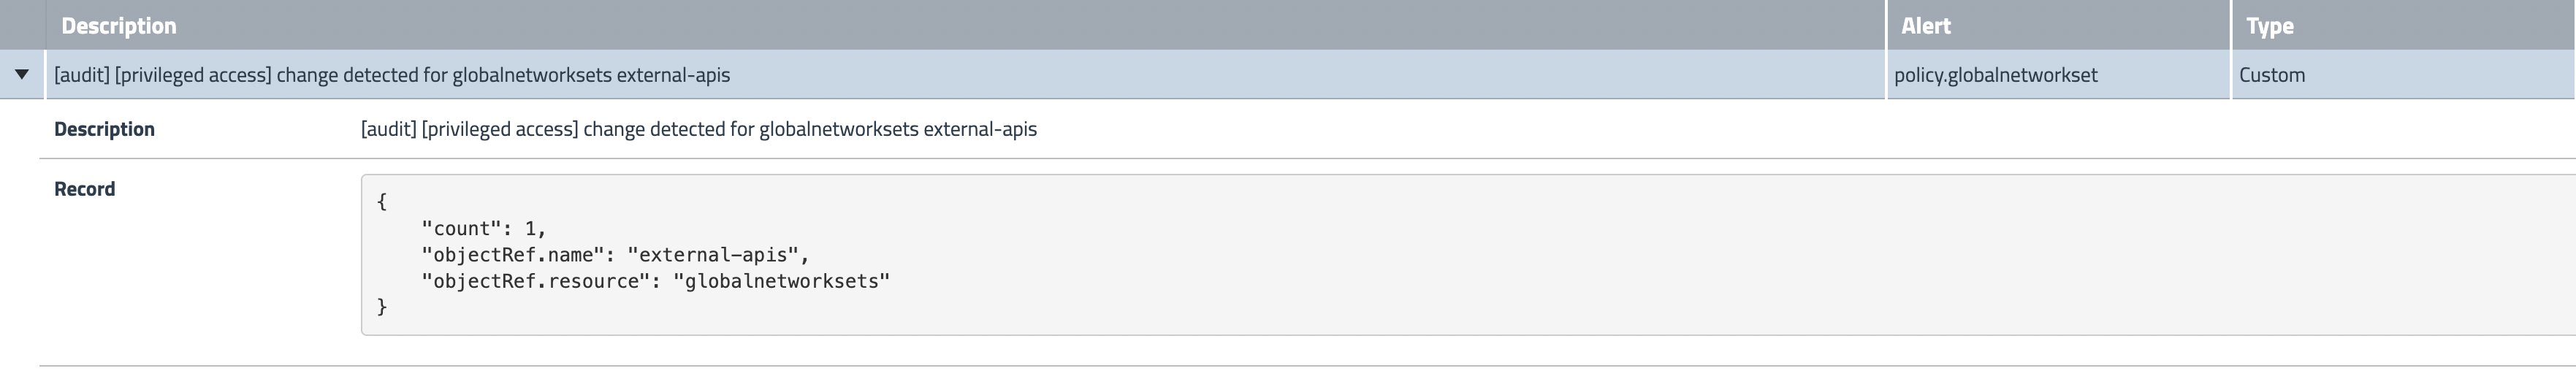 Description Alert Type
[audit] [privileged access] change detected for globalnetworksets external-apis policy.globalnetworkset Custom
Description [audit] [privileged access] change detected for globalnetworksets external-apis
Record
{
"count": 1,
"objectRef.name": "external-apis",
"objectRef.resource": "globalnetworksets"
}